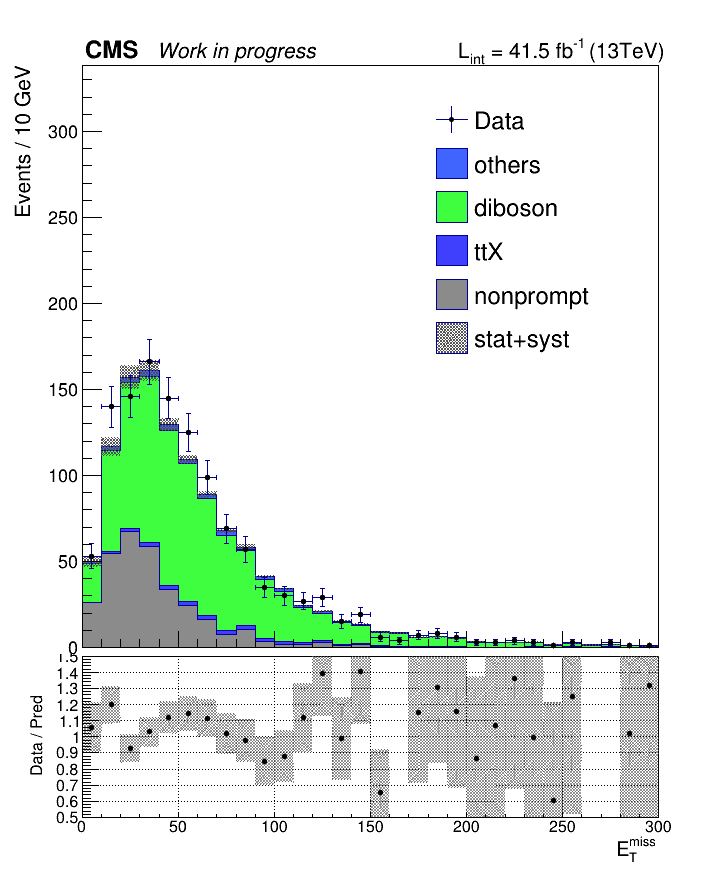 CMS Work in progress L_int = 41.5 fb^-1 (13TeV)
Events / 10 GeV
300
250
200
150
100
50
0
Data
others
diboson
ttX
nonprompt
stat+syst
Data / Pred
1.5
1.4
1.3
1.2
1.1
1
0.9
0.8
0.7
0.6
0.5
0 50 100 150 200 250 300
E_T^miss